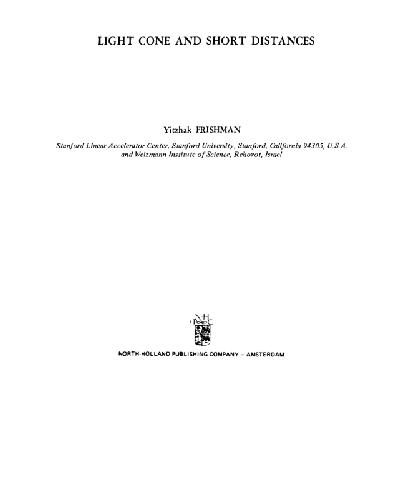 LIGHT CONE AND SHORT DISTANCES
Yitzhak FRISHMAN
Stanford Linear Accelerator Center, Stanford University, Stanford, California 94305, U.S.A.
and Weizmann Institute of Science, Rehovot, Israel
NORTH-HOLLAND PUBLISHING COMPANY – AMSTERDAM